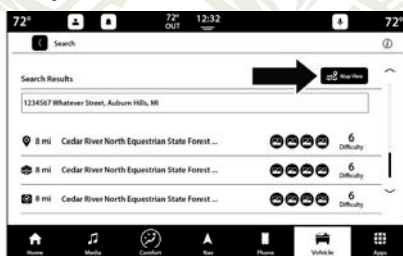 72° 72° OUT 12:32 72°
Search
Search Results Map View
1234567 Whatever Street, Auburn Hills, MI
8 mi Cedar River North Equestrian State Forest ... 6 Difficulty
8 mi Cedar River North Equestrian State Forest ... 6 Difficulty
8 mi Cedar River North Equestrian State Forest ... 6 Difficulty
Home Media Comfort Nav Phone Vehicle Apps